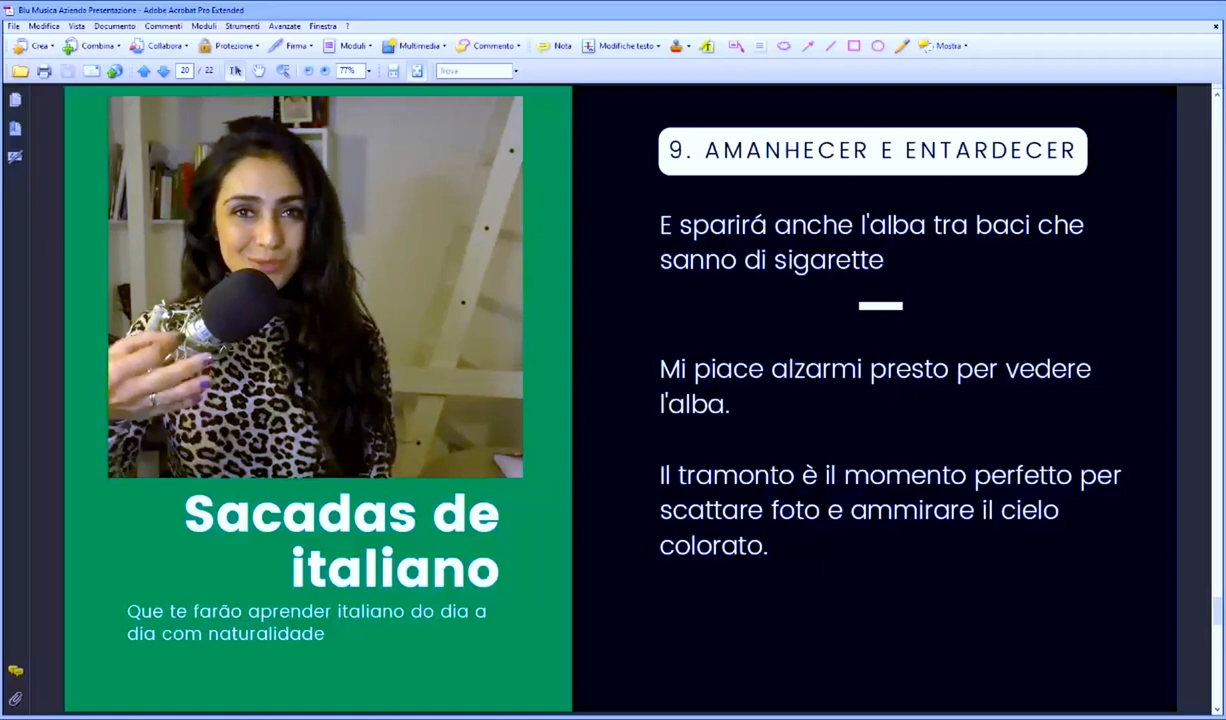 Blu Musica Azienda Presentazione - Adobe Acrobat Pro Extended
File Modifica Vista Documento Commenti Moduli Strumenti Avanzate Finestra ?
Crea Combina Collabora Protezione Firma Moduli Multimedia Commento Nota Modifiche testo Mostra
20 / 22 77% Trova
9. AMANHECER E ENTARDECER
E sparirá anche l'alba tra baci che
sanno di sigarette
Mi piace alzarmi presto per vedere
l'alba.
Il tramonto è il momento perfetto per
scattare foto e ammirare il cielo
colorato.
Sacadas de
italiano
Que te farão aprender italiano do dia a
dia com naturalidade